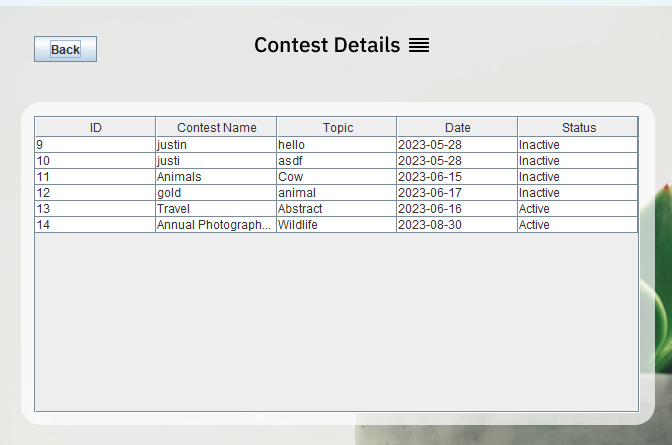 Back
Contest Details
ID Contest Name Topic Date Status
9 justin hello 2023-05-28 Inactive
10 justi asdf 2023-05-28 Inactive
11 Animals Cow 2023-06-15 Inactive
12 gold animal 2023-06-17 Inactive
13 Travel Abstract 2023-06-16 Active
14 Annual Photograph... Wildlife 2023-08-30 Active